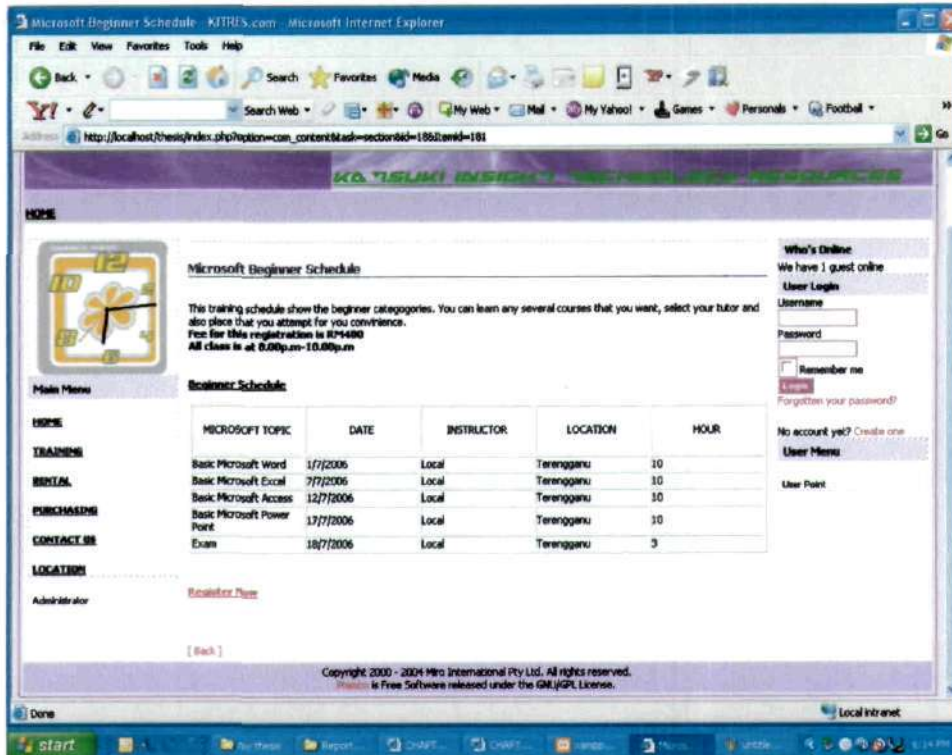 Microsoft Beginner Schedule - KITRES.com - Microsoft Internet Explorer
File Edit View Favorites Tools Help
Back Search Favorites Media
Y! Search Web My Web Mail My Yahoo! Games Personals Football
Address http://localhost/thesis/index.php?option=com_content&task=section&id=18&Itemid=181 Go
HOME
12
10
8
6
4
Main Menu
HOME
TRAINING
RENTAL
PURCHASING
CONTACT US
LOCATION
Administrator
Microsoft Beginner Schedule
This training schedule show the beginner categogories. You can learn any several courses that you want, select your tutor and
also place that you attempt for you convinience.
Fee for this registration is RM400
All class is at 8.00p.m-10.00p.m
Beginner Schedule
MICROSOFT TOPIC DATE INSTRUCTOR LOCATION HOUR
Basic Microsoft Word 1/7/2006 Local Terengganu 10
Basic Microsoft Excel 7/7/2006 Local Terengganu 10
Basic Microsoft Access 12/7/2006 Local Terengganu 10
Basic Microsoft Power
Point 17/7/2006 Local Terengganu 10
Exam 18/7/2006 Local Terengganu 3
Register Now
[ Back ]
Who's Online
We have 1 guest online
User Login
Username
Password
Remember me
Login
Forgotten your password?
No account yet? Create one
User Menu
User Point
Copyright 2000 - 2004 Miro International Pty Ltd. All rights reserved.
is Free Software released under the GNU/GPL License.
Done Local intranet
start Report...